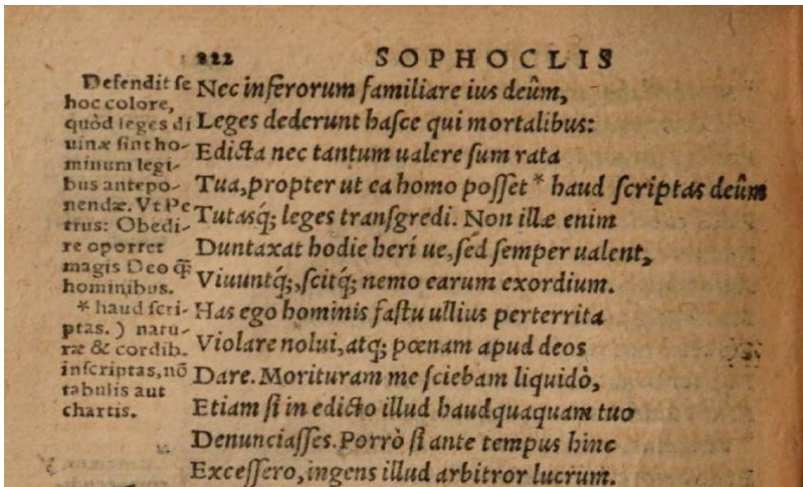 222 SOPHOCLIS
Defendit se
hoc colore,
quòd leges di
uinæ sint ho-
minum legi-
bus antepo-
nendæ. Vt Pe
trus: Obedi-
re oportet
magis Deo q̃
hominibus.
* haud scri-
ptas. ) natu-
ræ & cordib.
inscriptas, nõ
tabulis aut
chartis.
Nec inferorum familiare ius deûm,
Leges dederunt hasce qui mortalibus:
Edicta nec tantum ualere sum rata
Tua, propter ut ea homo posset * haud scriptas deûm
Tutasq́; leges transgredi. Non illæ enim
Duntaxat hodie heri ue, sed semper ualent,
Viuuntq́;, scitq́; nemo earum exordium.
Has ego hominis fastu ullius perterrita
Violare nolui, atq; pœnam apud deos
Dare. Morituram me sciebam liquidò,
Etiam si in edicto illud haudquaquam tuo
Denunciasses. Porrò si ante tempus hinc
Excessero, ingens illud arbitror lucrum.